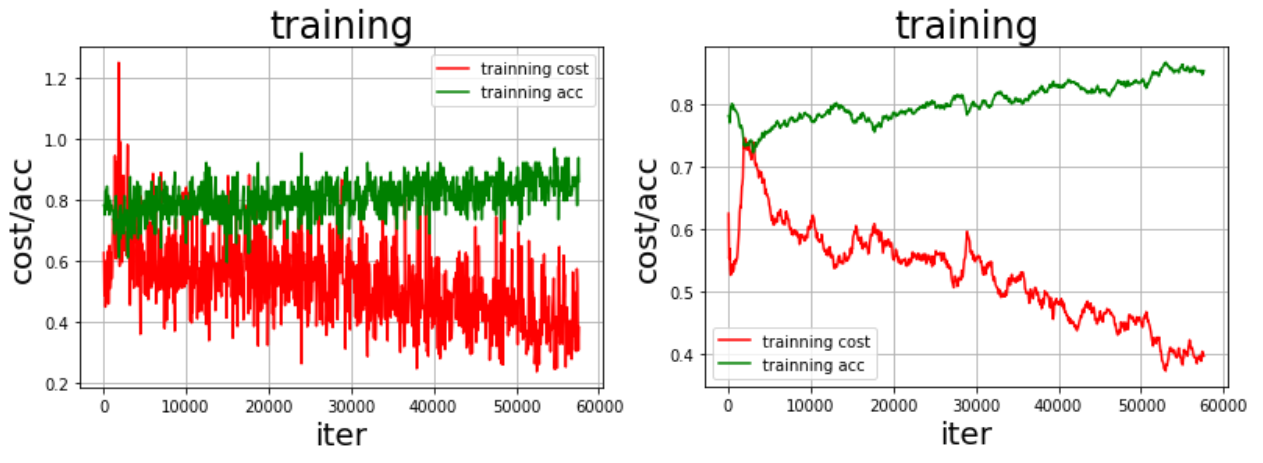 training
1.2
1.0
0.8
0.6
0.4
0.2
cost/acc
trainning cost
trainning acc
0 10000 20000 30000 40000 50000 60000
iter
training
0.8
0.7
0.6
0.5
0.4
cost/acc
trainning cost
trainning acc
0 10000 20000 30000 40000 50000 60000
iter